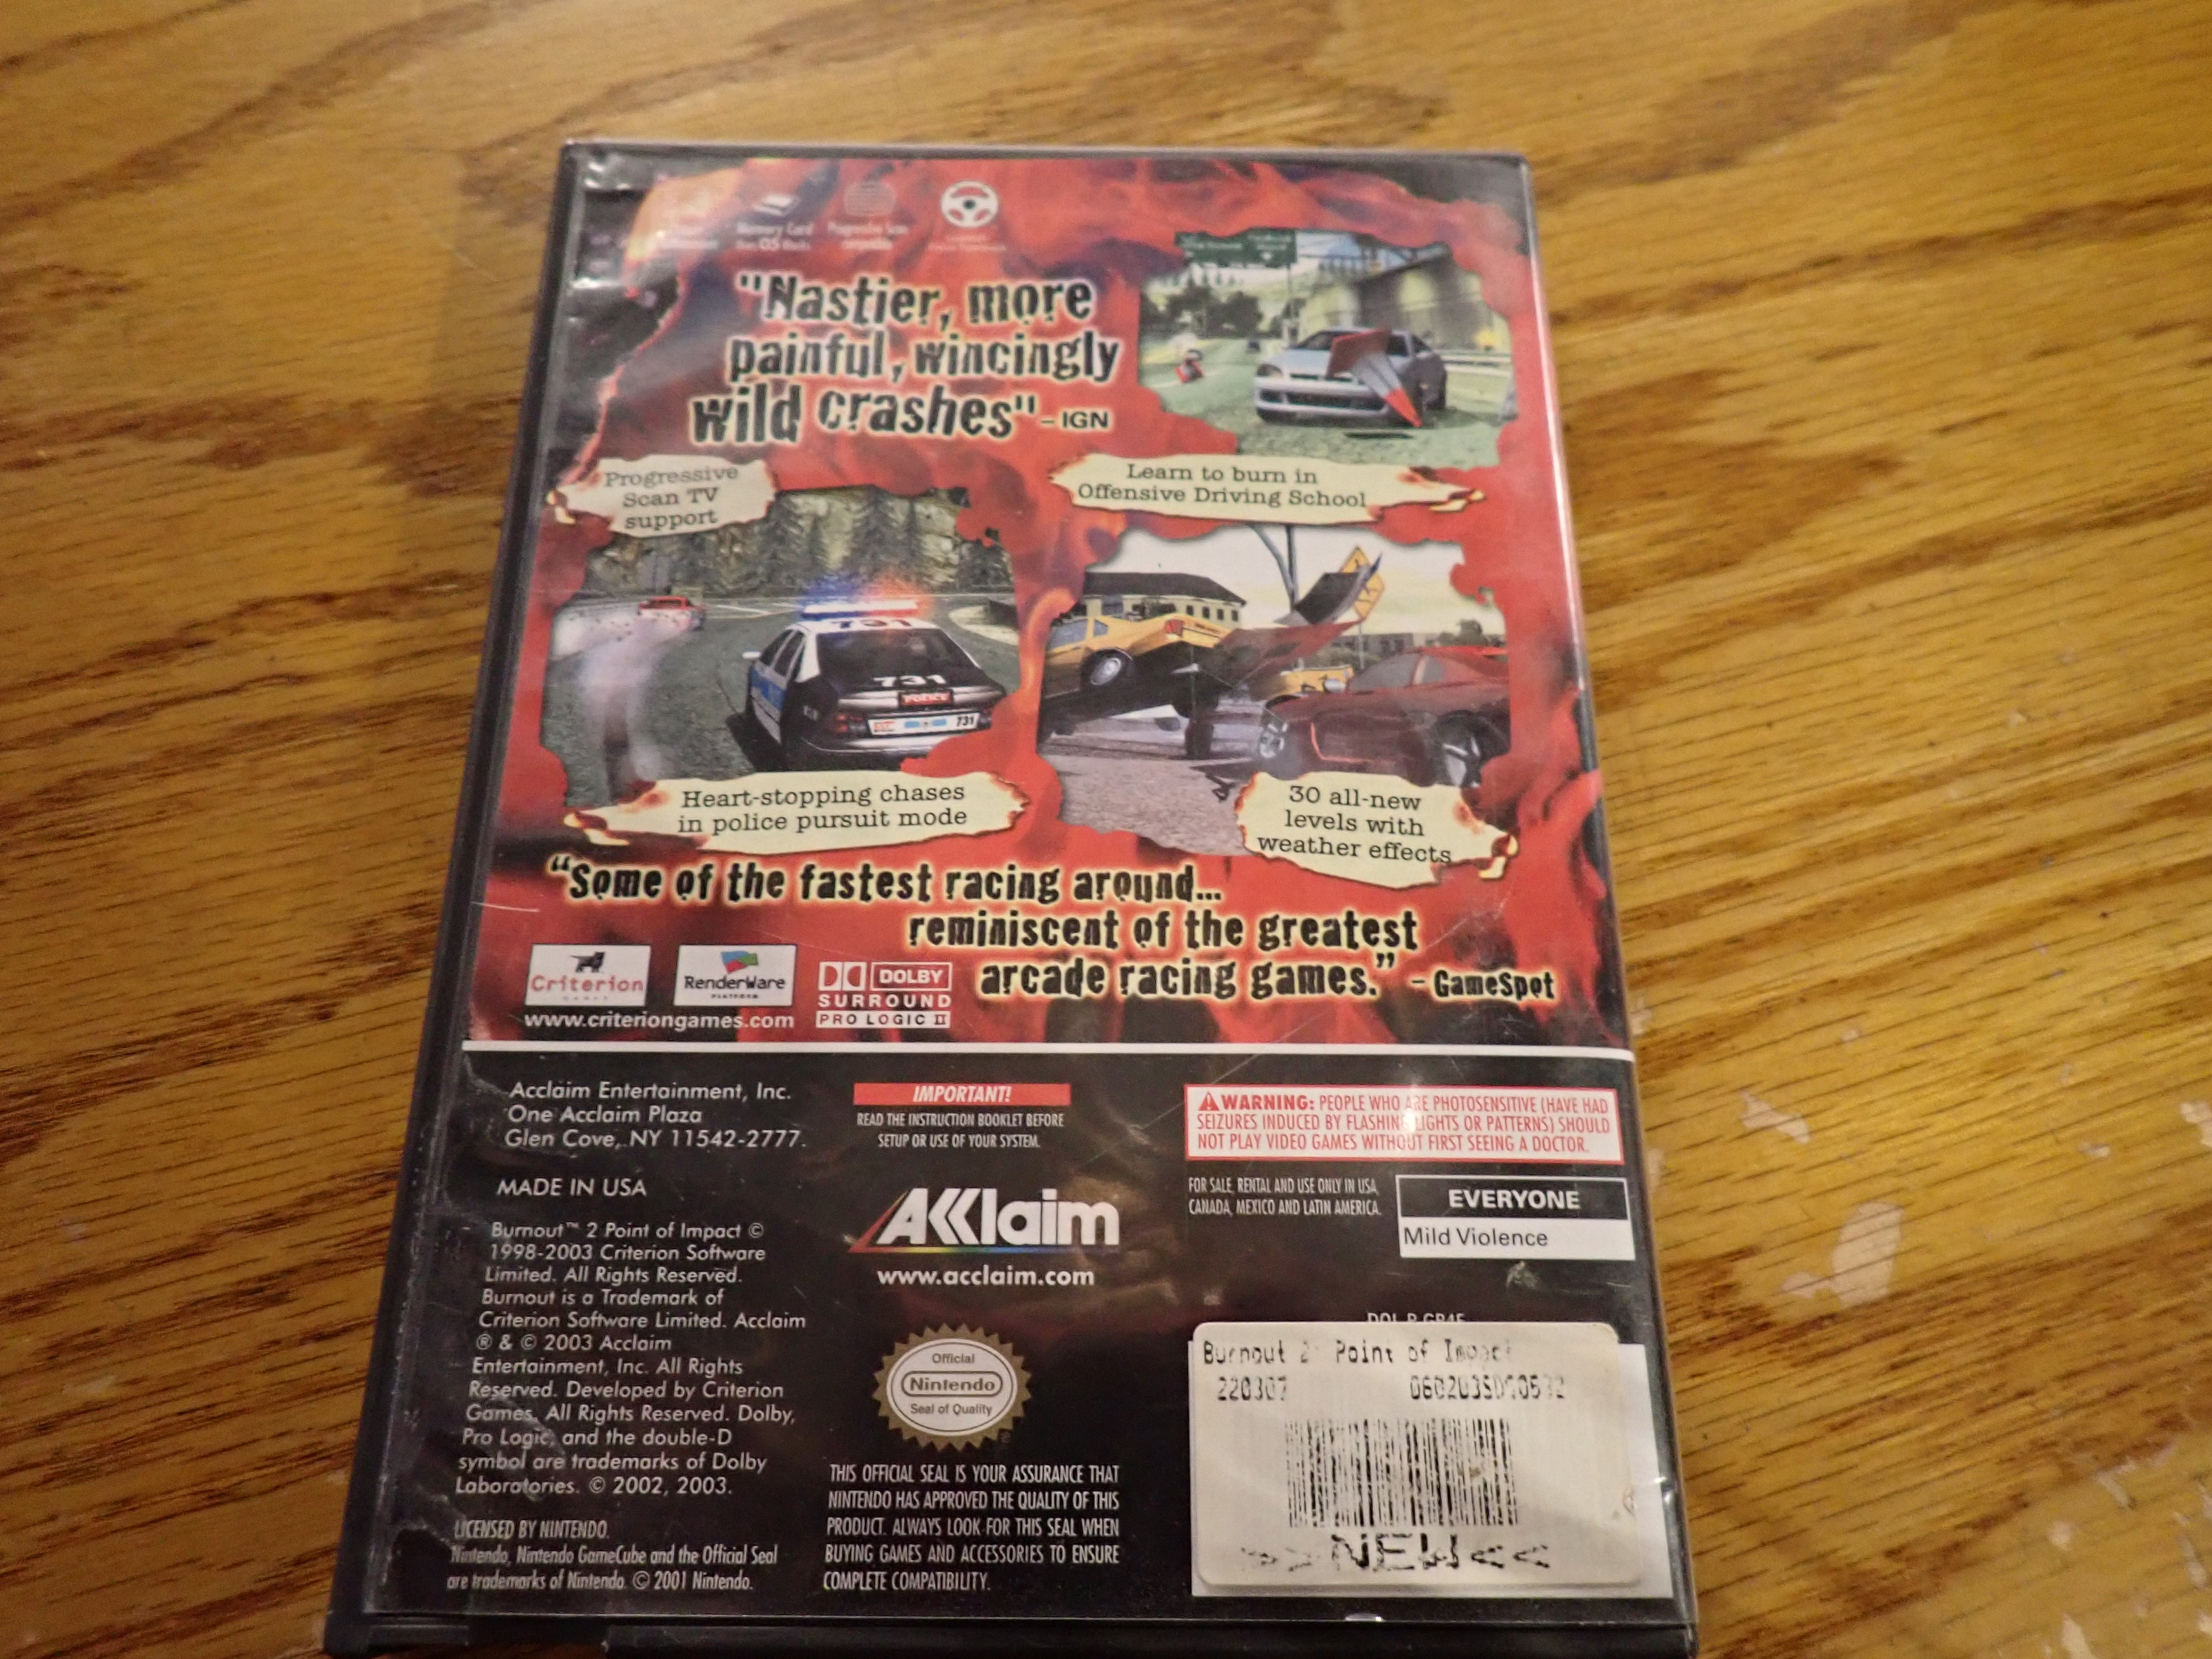 Memory Card
Progressive Scan
"Nastier, more
painful, wincingly
wild crashes" – IGN
Progressive
Scan TV
support
Learn to burn in
Offensive Driving School
731
731
POLICE
731
Heart-stopping chases
in police pursuit mode
30 all-new
levels with
weather effects
“Some of the fastest racing around...
reminiscent of the greatest
arcade racing games.” – GameSpot
Criterion
GAMES
RenderWare
PLATFORM
www.criteriongames.com
DOLBY
SURROUND
PRO LOGIC II
Acclaim Entertainment, Inc.
One Acclaim Plaza
Glen Cove, NY 11542-2777.
MADE IN USA
Burnout™ 2 Point of Impact ©
1998-2003 Criterion Software
Limited. All Rights Reserved.
Burnout is a Trademark of
Criterion Software Limited. Acclaim
® & © 2003 Acclaim
Entertainment, Inc. All Rights
Reserved. Developed by Criterion
Games. All Rights Reserved. Dolby,
Pro Logic, and the double-D
symbol are trademarks of Dolby
Laboratories. © 2002, 2003.
LICENSED BY NINTENDO.
Nintendo, Nintendo GameCube and the Official Seal
are trademarks of Nintendo. © 2001 Nintendo.
IMPORTANT!
READ THE INSTRUCTION BOOKLET BEFORE
SETUP OR USE OF YOUR SYSTEM.
AKKlaim
www.acclaim.com
Official
Nintendo
Seal of Quality
THIS OFFICIAL SEAL IS YOUR ASSURANCE THAT
NINTENDO HAS APPROVED THE QUALITY OF THIS
PRODUCT. ALWAYS LOOK FOR THIS SEAL WHEN
BUYING GAMES AND ACCESSORIES TO ENSURE
COMPLETE COMPATIBILITY.
WARNING: PEOPLE WHO ARE PHOTOSENSITIVE (HAVE HAD
SEIZURES INDUCED BY FLASHING LIGHTS OR PATTERNS) SHOULD
NOT PLAY VIDEO GAMES WITHOUT FIRST SEEING A DOCTOR.
FOR SALE, RENTAL AND USE ONLY IN USA,
CANADA, MEXICO AND LATIN AMERICA.
EVERYONE
Mild Violence
Burnout 2 Point of Impact
220307
>>NEW<<